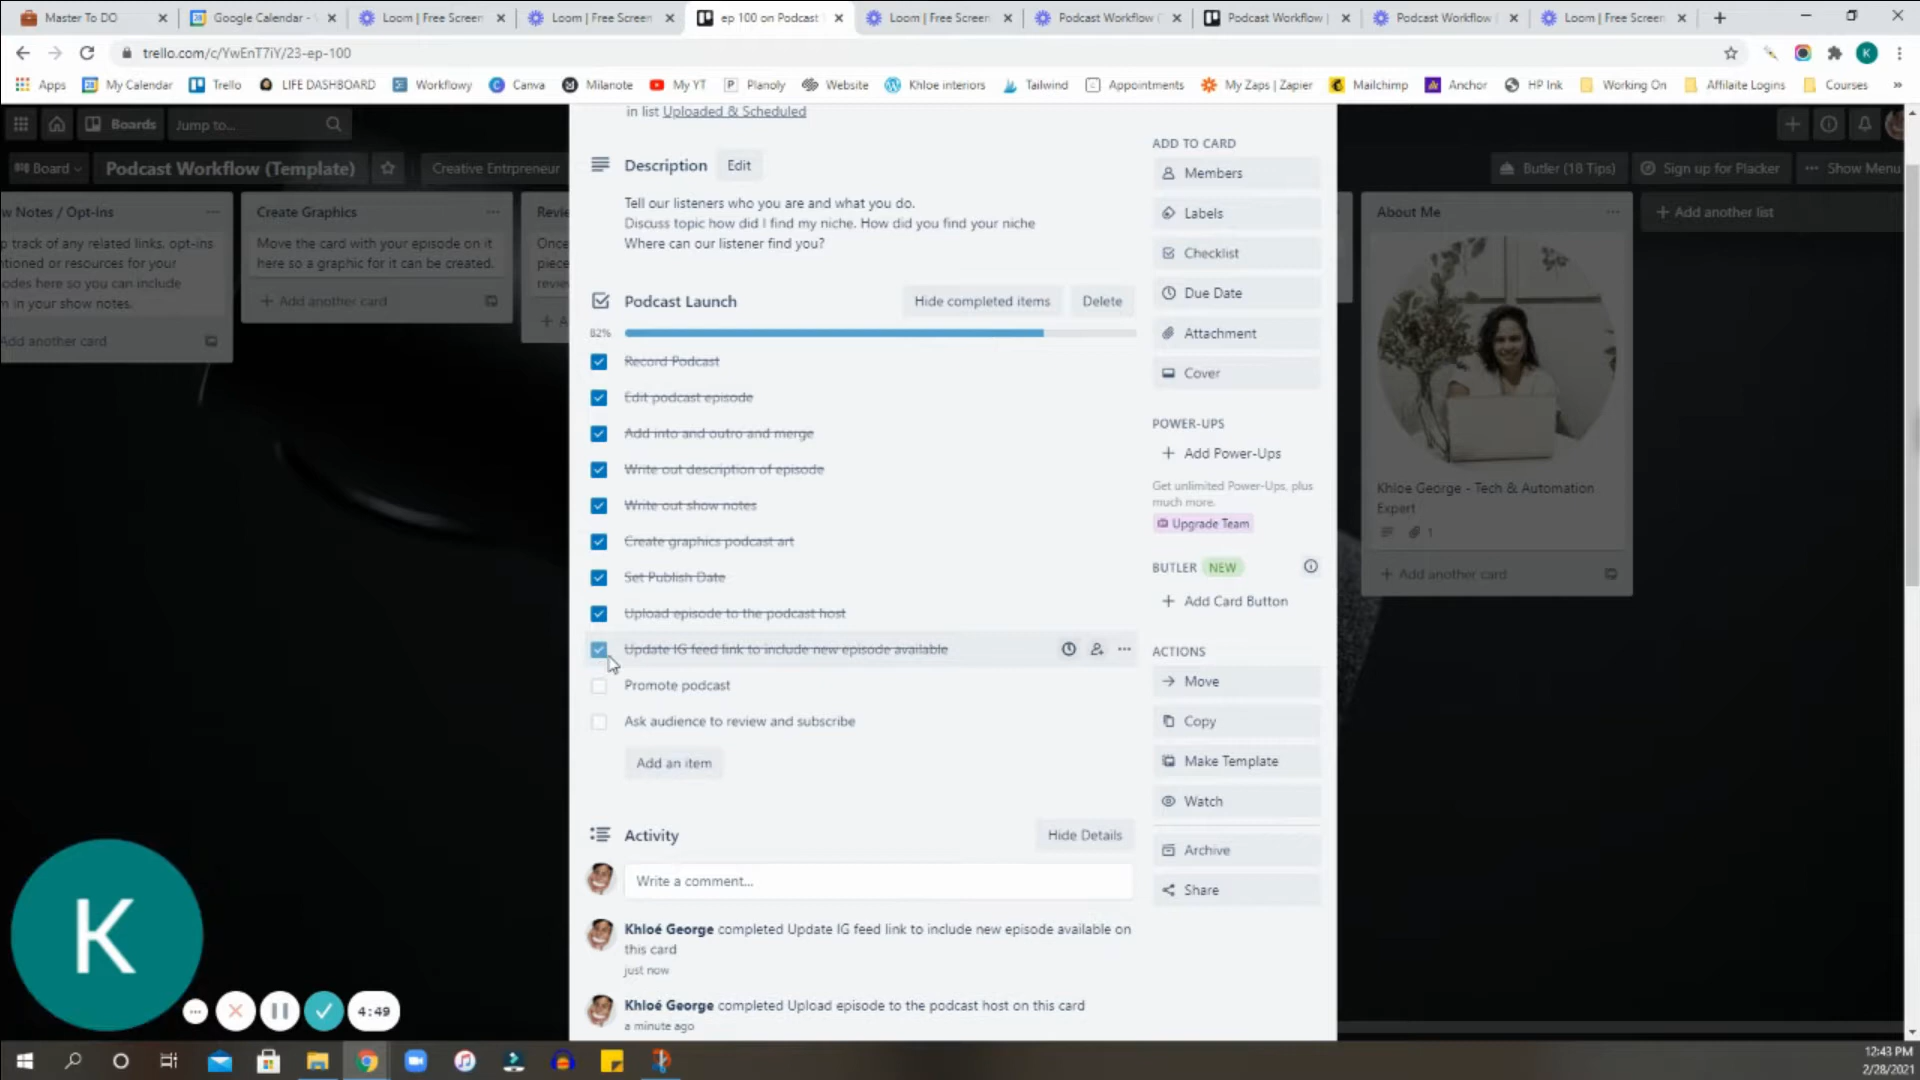 Master To DO
Google Calendar -
Loom | Free Screen
Loom | Free Screen
ep 100 on Podcast
Loom | Free Screen
Podcast Workflow
Podcast Workflow |
Podcast Workflow
Loom | Free Screen
trello.com/c/YwEnT7iY/23-ep-100
K
Apps
My Calendar
Trello
LIFE DASHBOARD
Workflowy
Canva
Milanote
My YT
Planoly
Website
Khloe interiors
Tailwind
Appointments
My Zaps | Zapier
Mailchimp
Anchor
HP Ink
Working On
Affilaite Logins
Courses
»
Boards
Jump to...
Board
Podcast Workflow (Template)
Creative Entrpreneur
Butler (18 Tips)
Sign up for Placker
Show Menu
w Notes / Opt-ins
p track of any related links, opt-ins
ntioned or resources for your
odes here so you can include
m in your show notes.
Add another card
Create Graphics
Move the card with your episode on it
here so a graphic for it can be created.
+ Add another card
Revie
Once
piece
review
+ A
in list Uploaded & Scheduled
Description
Edit
Tell our listeners who you are and what you do.
Discuss topic how did I find my niche. How did you find your niche
Where can our listener find you?
Podcast Launch
Hide completed items
Delete
82%
Record Podcast
Edit podcast episode
Add into and outro and merge
Write out description of episode
Write out show notes
Create graphics podcast art
Set Publish Date
Upload episode to the podcast host
Update IG feed link to include new episode available
Promote podcast
Ask audience to review and subscribe
Add an item
Activity
Hide Details
Write a comment...
Khloé George completed Update IG feed link to include new episode available on
this card
just now
Khloé George completed Upload episode to the podcast host on this card
a minute ago
ADD TO CARD
Members
Labels
Checklist
Due Date
Attachment
Cover
POWER-UPS
+ Add Power-Ups
Get unlimited Power-Ups, plus
much more.
Upgrade Team
BUTLER NEW
+ Add Card Button
ACTIONS
Move
Copy
Make Template
Watch
Archive
Share
About Me
Khloe George - Tech & Automation
Expert
1
+ Add another card
+ Add another list
K
4:49
12:43 PM
2/28/2021